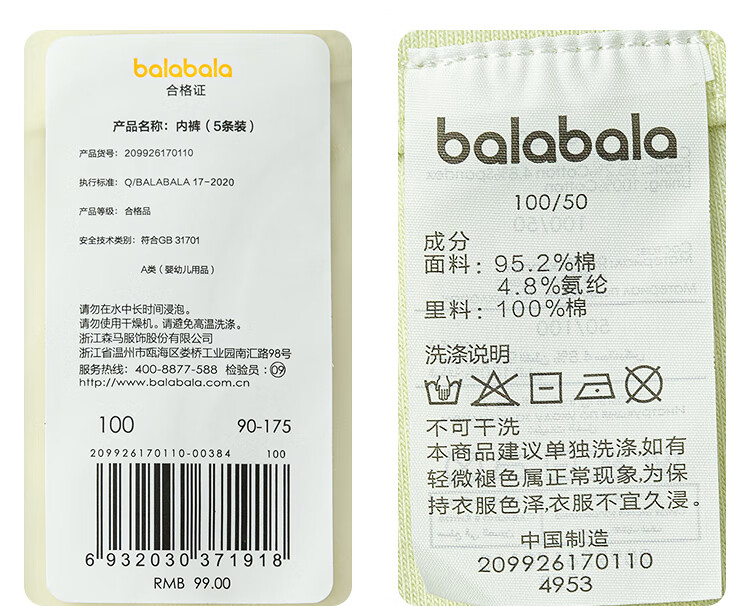 balabala
合格证
产品名称：内裤（5条装）
产品货号：209926170110
执行标准：Q/BALABALA 17-2020
产品等级：合格品
安全技术类别：符合GB 31701
A类（婴幼儿用品）
请勿在水中长时间浸泡。
请勿使用干燥机。请避免高温洗涤。
浙江森马服饰股份有限公司
浙江省温州市瓯海区娄桥工业园南汇路98号
服务热线：400-8877-588 检验员：09
http://www.balabala.com.cn
100 90-175
209926170110-00384 100
6 932030 371918
RMB 99.00
balabala
100/50
成分
面料：95.2%棉
4.8%氨纶
里料：100%棉
洗涤说明
不可干洗
本商品建议单独洗涤,如有
轻微褪色属正常现象,为保
持衣服色泽,衣服不宜久浸。
中国制造
209926170110
4953